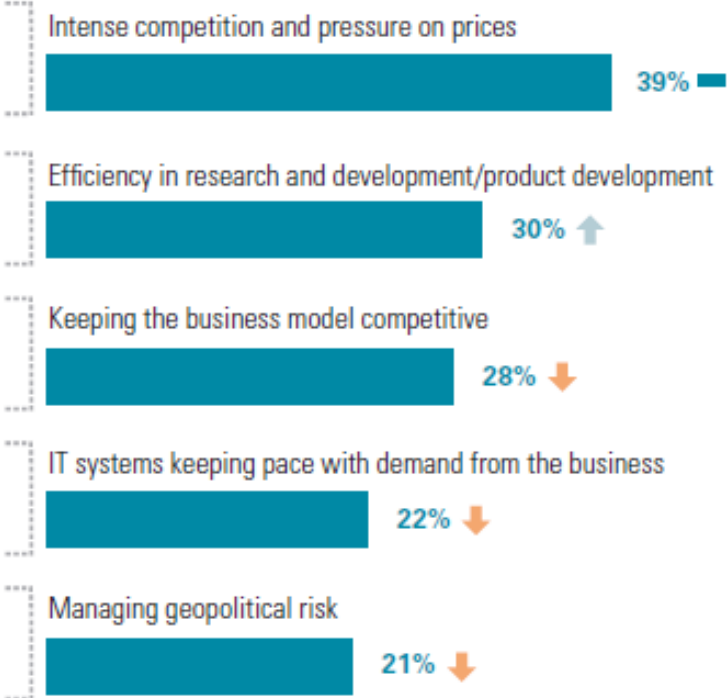 Intense competition and pressure on prices
39%
Efficiency in research and development/product development
30%
Keeping the business model competitive
28%
IT systems keeping pace with demand from the business
22%
Managing geopolitical risk
21%